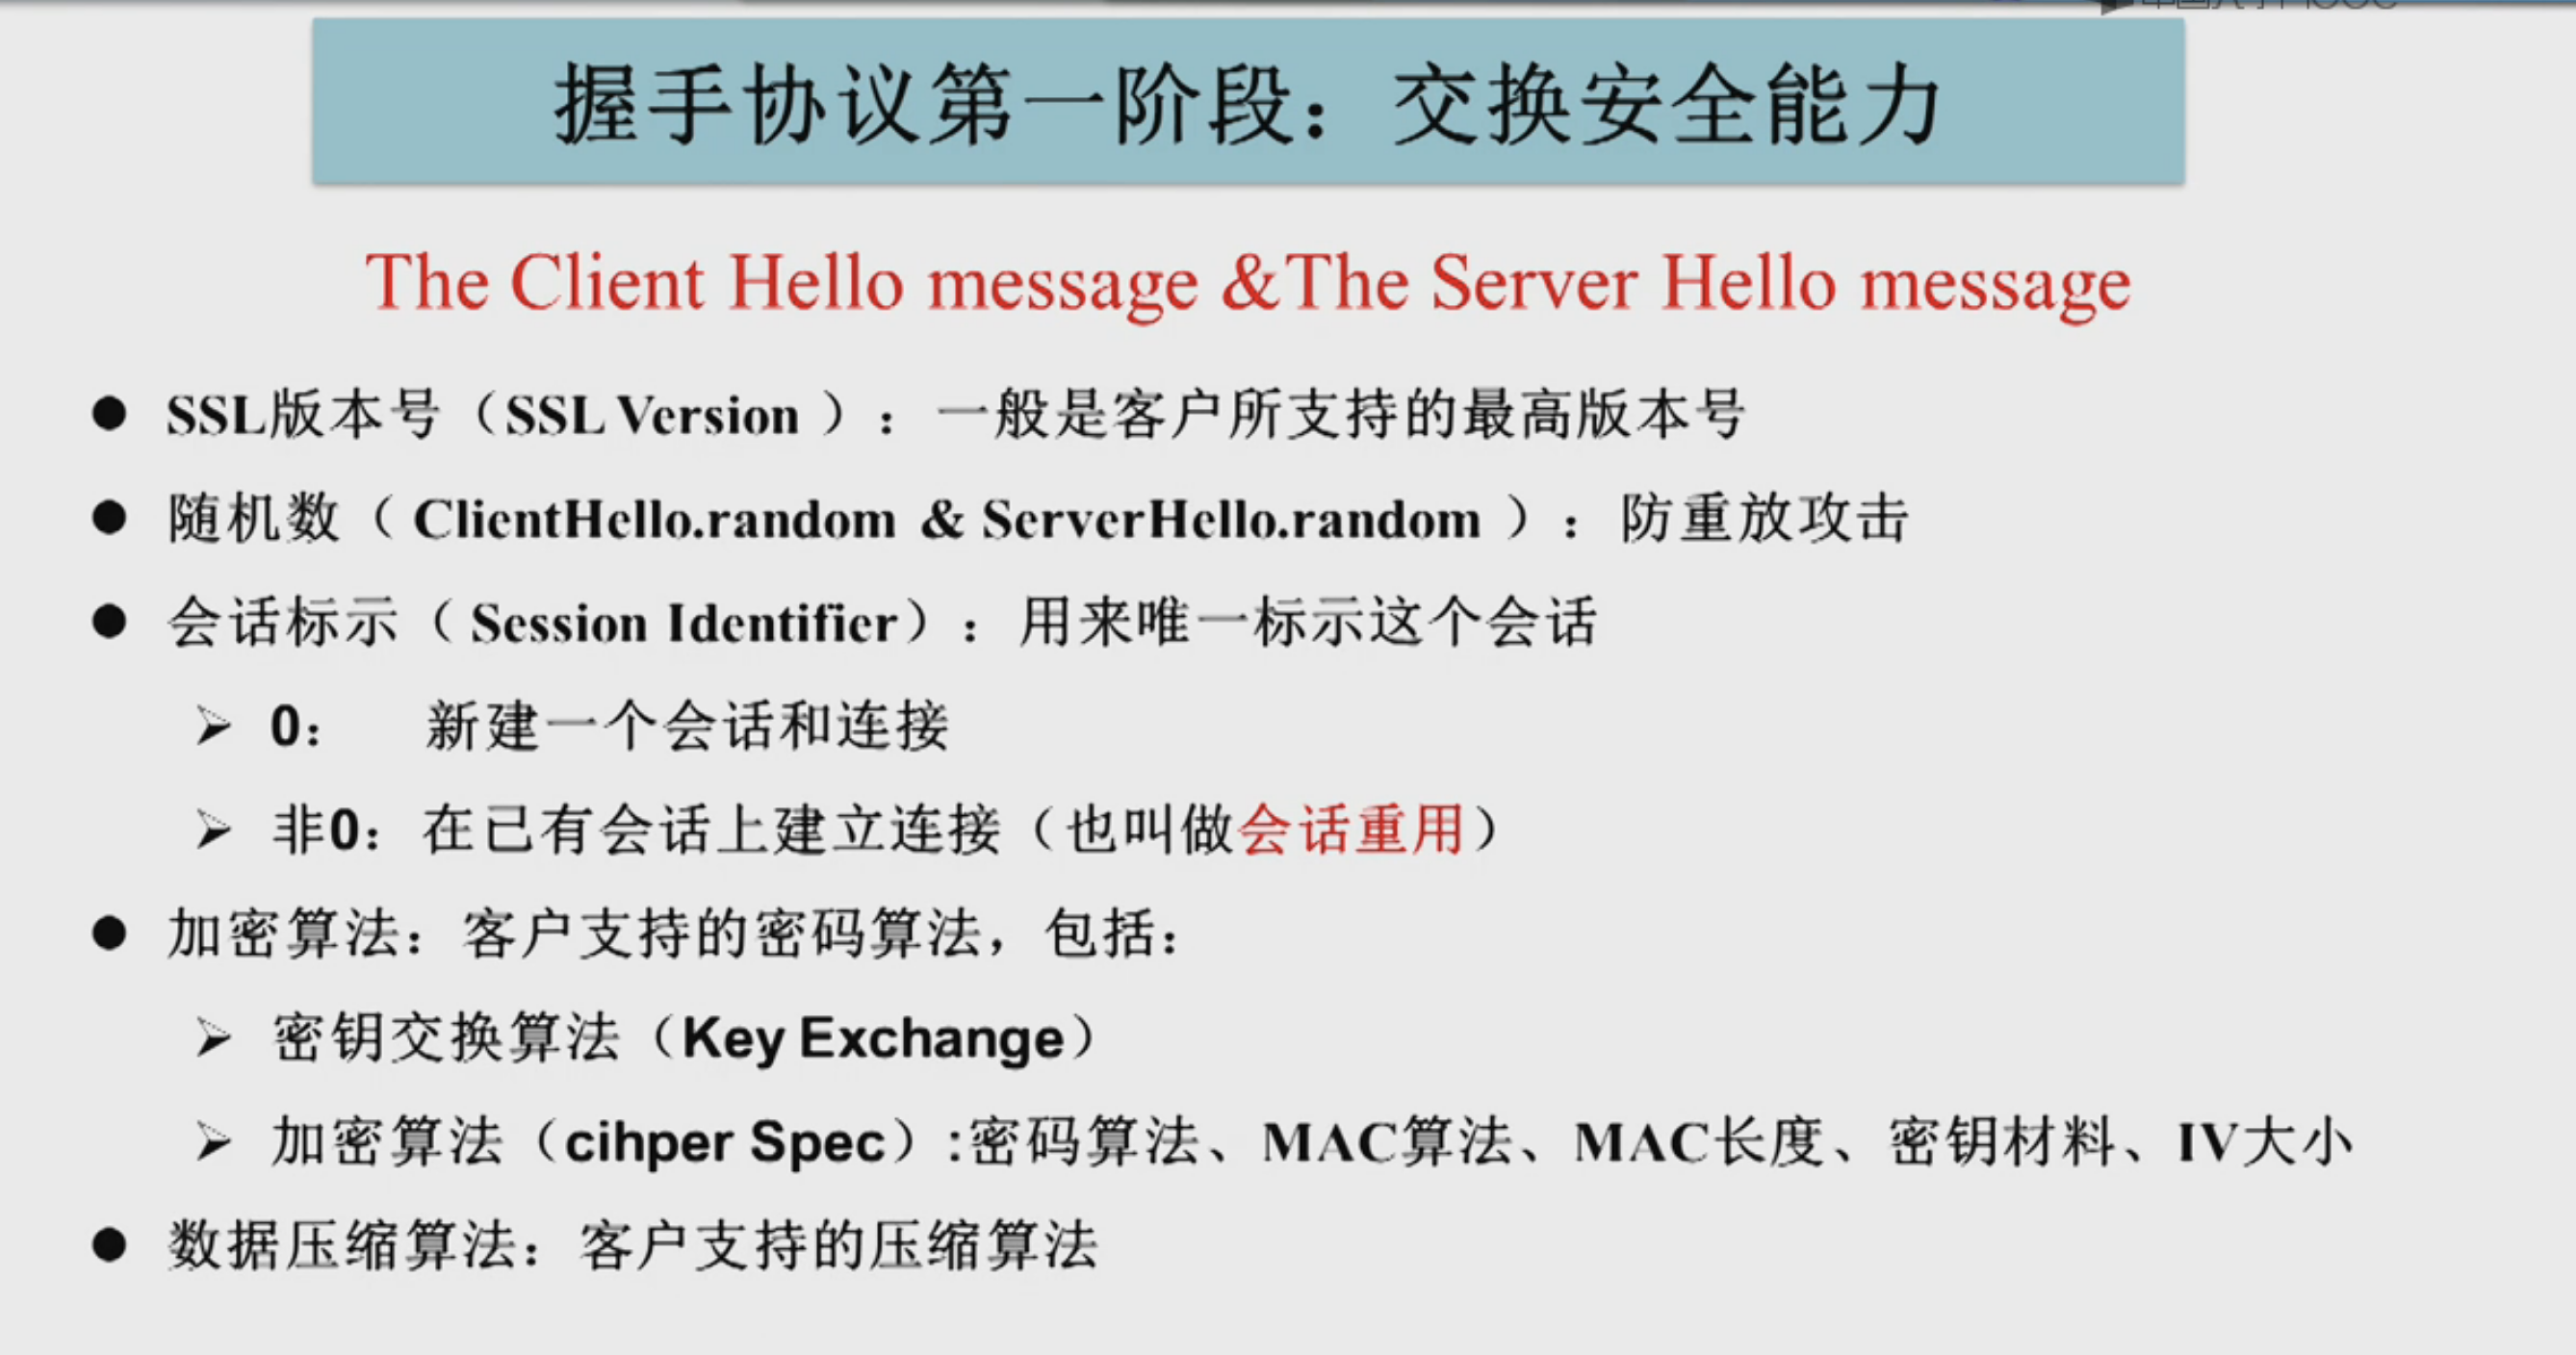 握手协议第一阶段：交换安全能力
The Client Hello message &The Server Hello message
● SSL版本号（SSL Version ）：一般是客户所支持的最高版本号
● 随机数（ ClientHello.random & ServerHello.random ）：防重放攻击
● 会话标示（ Session Identifier）：用来唯一标示这个会话
➢ 0： 新建一个会话和连接
➢ 非0：在已有会话上建立连接（也叫做会话重用）
● 加密算法：客户支持的密码算法，包括：
➢ 密钥交换算法（Key Exchange）
➢ 加密算法（cihper Spec）:密码算法、MAC算法、MAC长度、密钥材料、IV大小
● 数据压缩算法：客户支持的压缩算法